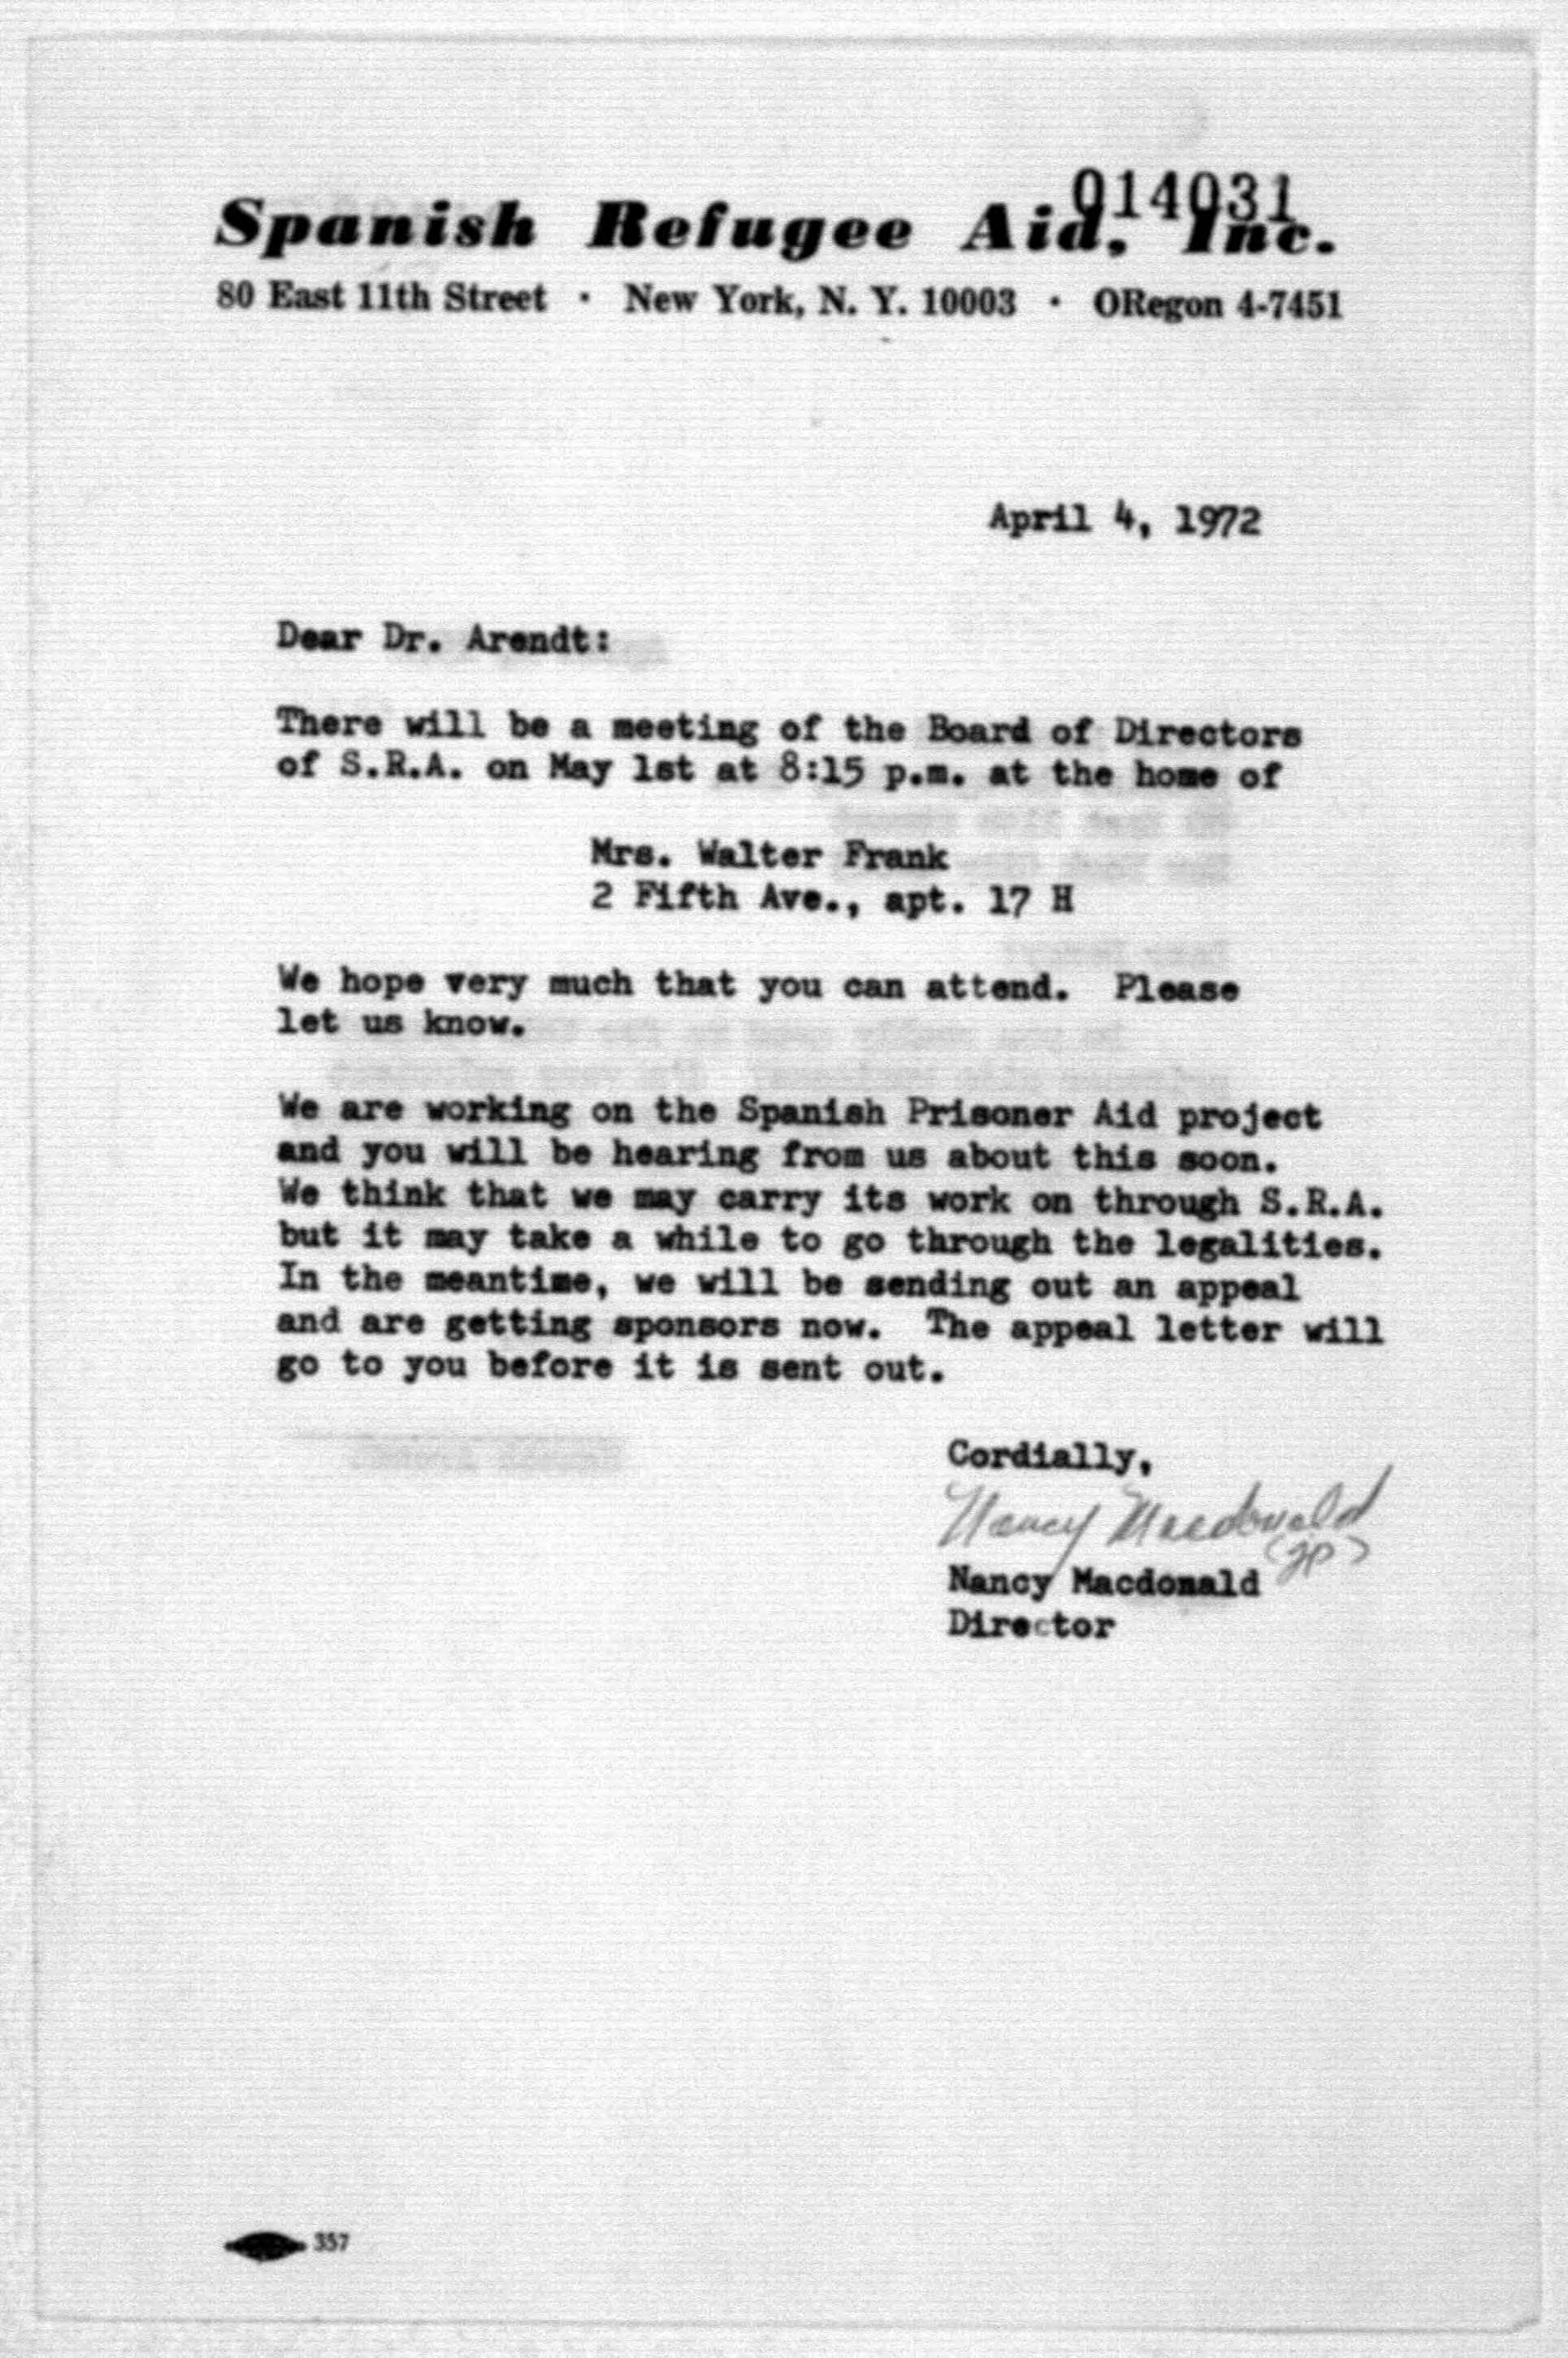 014031
Spanish Refugee Aid, Inc.
80 East 11th Street · New York, N. Y. 10003 · ORegon 4-7451
April 4, 1972
Dear Dr. Arendt:
There will be a meeting of the Board of Directors
of S.R.A. on May 1st at 8:15 p.m. at the home of
Mrs. Walter Frank
2 Fifth Ave., apt. 17 H
We hope very much that you can attend. Please
let us know.
We are working on the Spanish Prisoner Aid project
and you will be hearing from us about this soon.
We think that we may carry its work on through S.R.A.
but it may take a while to go through the legalities.
In the meantime, we will be sending out an appeal
and are getting sponsors now. The appeal letter will
go to you before it is sent out.
Cordially,
Nancy Macdonald
(JP)
Nancy Macdonald
Director
357